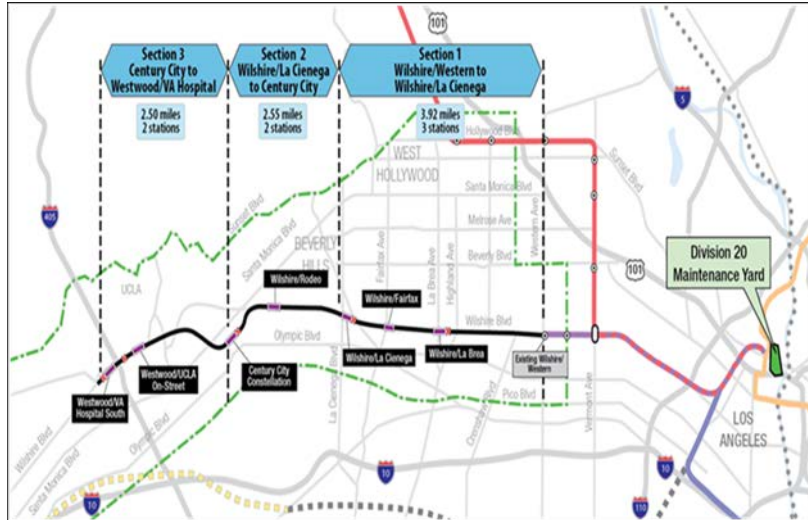 Section 3
Century City to
Westwood/VA Hospital
2.50 miles
2 stations
Section 2
Wilshire/La Cienega
to Century City
2.55 miles
2 stations
Section 1
Wilshire/Western to
Wilshire/La Cienega
3.92 miles
3 stations
101
5
Hollywood Blvd
WEST
HOLLYWOOD
Sunset Blvd
Santa Monica Blvd
Western Ave
405
Sunset Blvd
Santa Monica Blvd
BEVERLY
HILLS
Fairfax Ave
Melrose Ave
La Brea Ave
Highland Ave
Beverly Blvd
101
Division 20
Maintenance Yard
UCLA
Wilshire/Rodeo
Wilshire/Fairfax
Wilshire Blvd
Olympic Blvd
Wilshire/La Cienega
Wilshire/La Brea
Existing Wilshire/
Western
Westwood/UCLA
On-Street
Century City
Constellation
Westwood/VA
Hospital South
La Cienega Blvd
Crenshaw Blvd
Pico Blvd
Vermont Ave
LOS
ANGELES
Wilshire Blvd
Santa Monica Blvd
Olympic Blvd
10
10
10
110